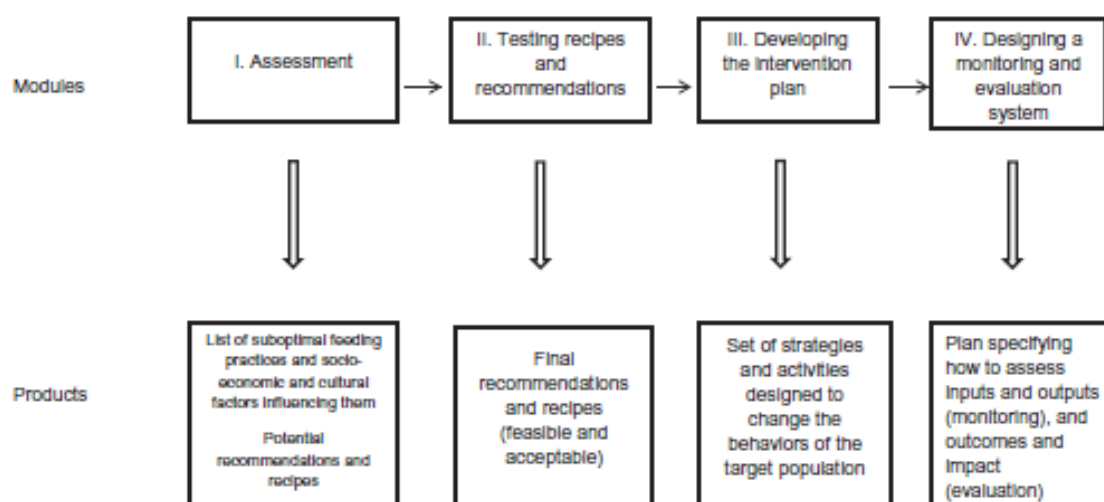 Modules
I. Assessment
II. Testing recipes
and
recommendations
III. Developing
the intervention
plan
IV. Designing a
monitoring and
evaluation
system
Products
List of suboptimal feeding
practices and socio-
economic and cultural
factors influencing them
Potential
recommendations and
recipes
Final
recommendations
and recipes
(feasible and
acceptable)
Set of strategies
and activities
designed to
change the
behaviors of the
target population
Plan specifying
how to assess
inputs and outputs
(monitoring), and
outcomes and
impact
(evaluation)